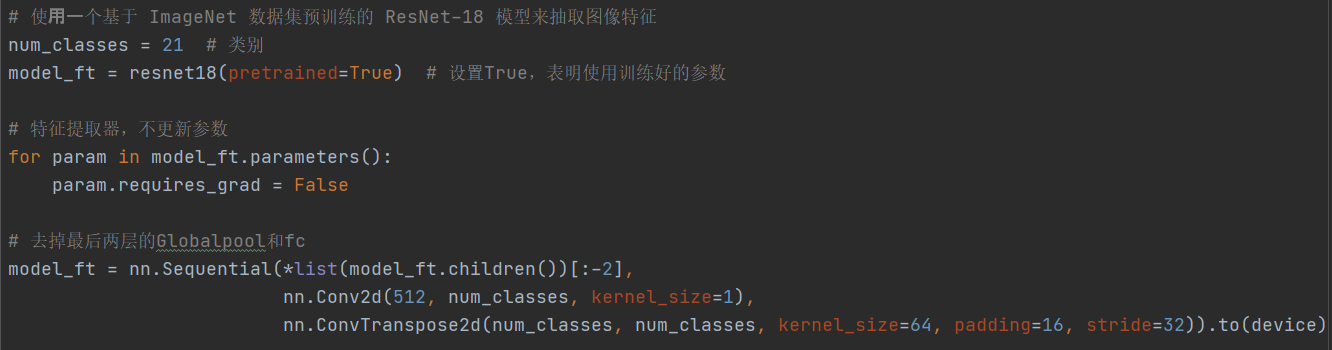 # 使用一个基于 ImageNet 数据集预训练的 ResNet-18 模型来抽取图像特征
num_classes = 21  # 类别
model_ft = resnet18(pretrained=True)  # 设置True，表明使用训练好的参数
# 特征提取器，不更新参数
for param in model_ft.parameters():
    param.requires_grad = False
# 去掉最后两层的Globalpool和fc
model_ft = nn.Sequential(*list(model_ft.children())[:-2],
                         nn.Conv2d(512, num_classes, kernel_size=1),
                         nn.ConvTranspose2d(num_classes, num_classes, kernel_size=64, padding=16, stride=32)).to(device)